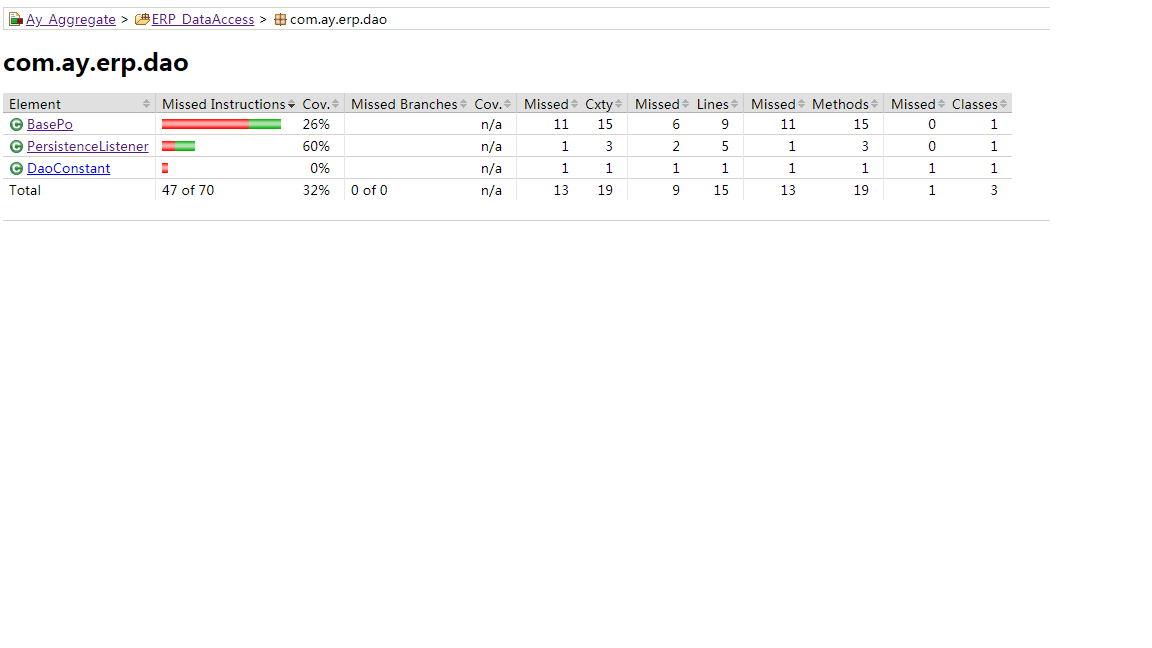 Ay_Aggregate > ERP_DataAccess > com.ay.erp.dao
com.ay.erp.dao
Element Missed Instructions Cov. Missed Branches Cov. Missed Cxty Missed Lines Missed Methods Missed Classes
BasePo 26% n/a 11 15 6 9 11 15 0 1
PersistenceListener 60% n/a 1 3 2 5 1 3 0 1
DaoConstant 0% n/a 1 1 1 1 1 1 1 1
Total 47 of 70 32% 0 of 0 n/a 13 19 9 15 13 19 1 3